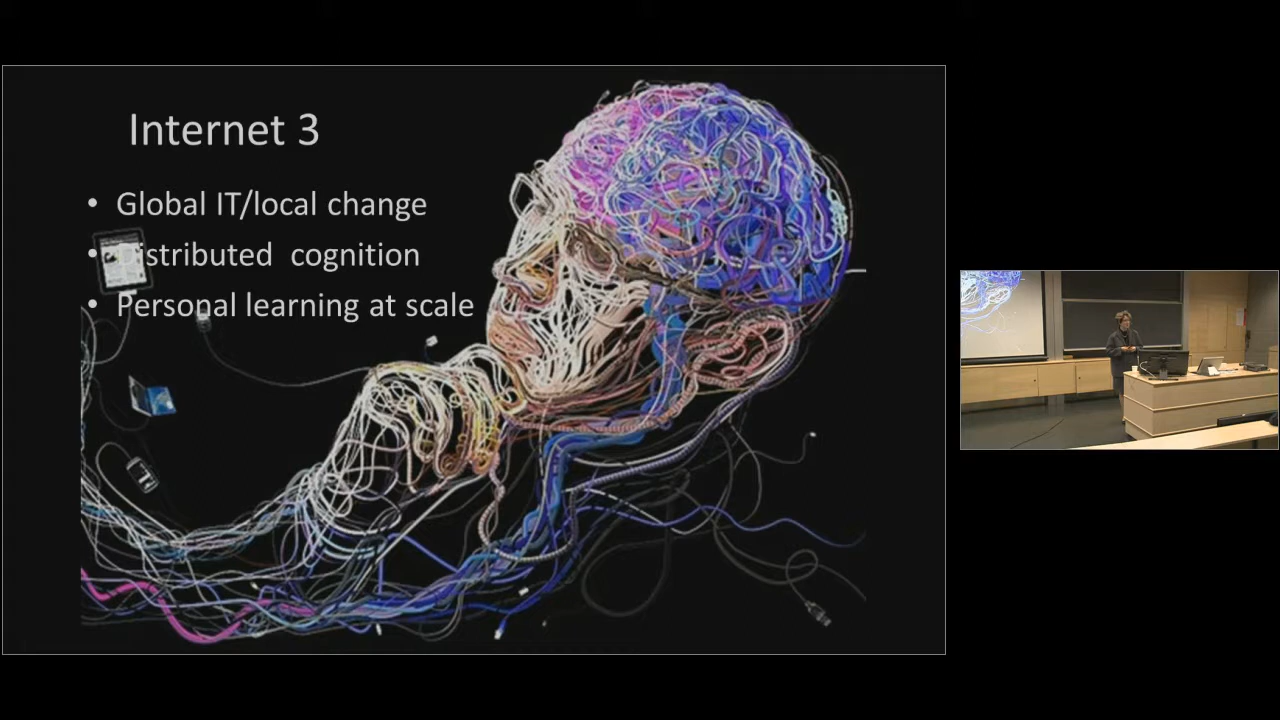 Internet 3
• Global IT/local change
• Distributed cognition
• Personal learning at scale